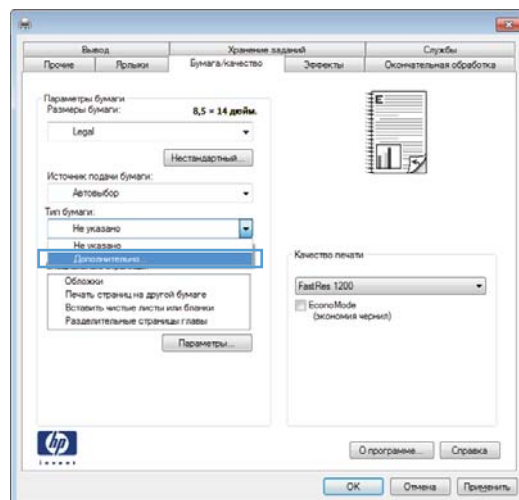 Вывод
Хранение заданий
Службы
Прочие
Ярлыки
Бумага/качество
Эффекты
Окончательная обработка
Параметры бумаги
Размеры бумаги:
8,5 × 14 дюйм.
Legal
Нестандартный...
Источник подачи бумаги:
Автовыбор
Тип бумаги:
Не указано
Не указано
Дополнительно...
Обложки
Печать страниц на другой бумаге
Вставить чистые листы или бланки
Разделительные страницы главы
Параметры...
E
Качество печати
FastRes 1200
EconoMode
(экономия чернил)
hp
invent
О программе...
Справка
OK
Отмена
Применить